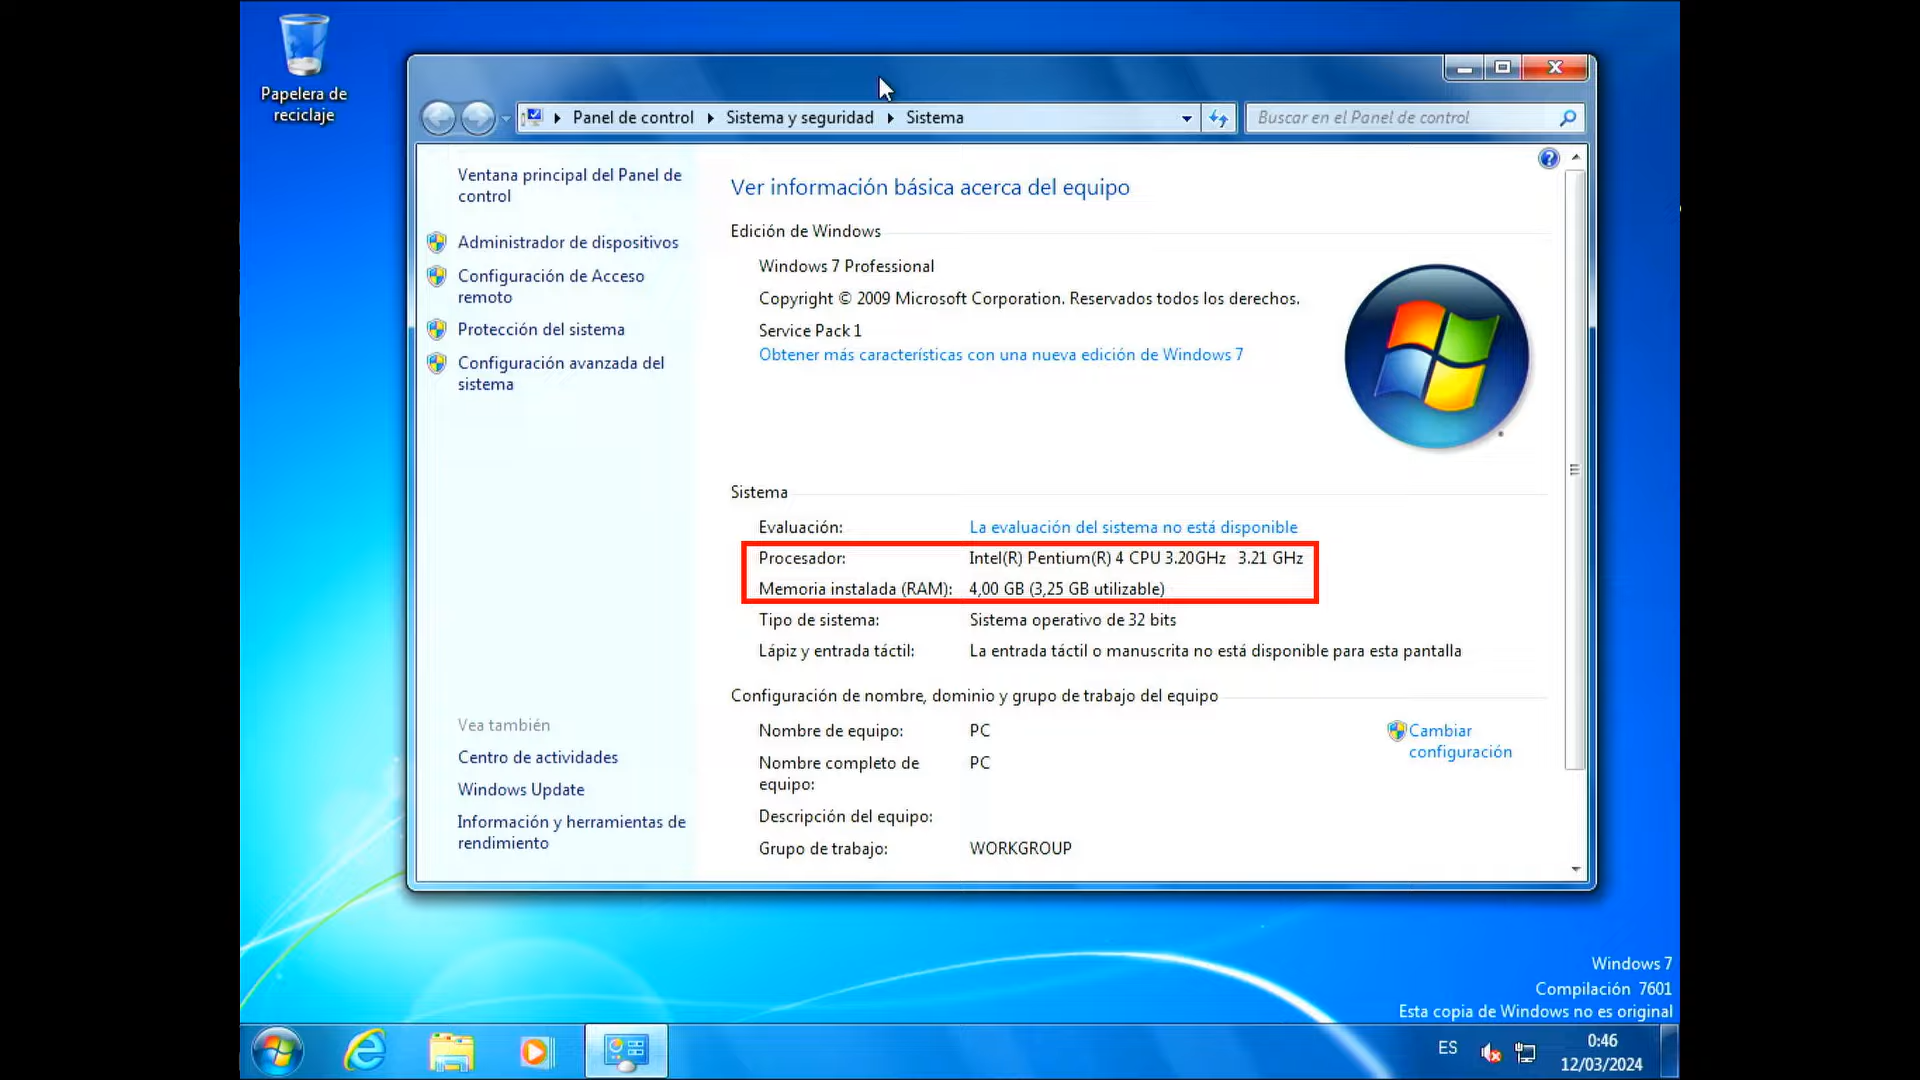 Papelera de
reciclaje
Panel de control
Sistema y seguridad
Sistema
Buscar en el Panel de control
Ventana principal del Panel de
control
Administrador de dispositivos
Configuración de Acceso
remoto
Protección del sistema
Configuración avanzada del
sistema
Vea también
Centro de actividades
Windows Update
Información y herramientas de
rendimiento
Ver información básica acerca del equipo
Edición de Windows
Windows 7 Professional
Copyright © 2009 Microsoft Corporation. Reservados todos los derechos.
Service Pack 1
Obtener más características con una nueva edición de Windows 7
Sistema
Evaluación: La evaluación del sistema no está disponible
Procesador: Intel(R) Pentium(R) 4 CPU 3.20GHz 3.21 GHz
Memoria instalada (RAM): 4,00 GB (3,25 GB utilizable)
Tipo de sistema: Sistema operativo de 32 bits
Lápiz y entrada táctil: La entrada táctil o manuscrita no está disponible para esta pantalla
Configuración de nombre, dominio y grupo de trabajo del equipo
Nombre de equipo: PC
Cambiar
configuración
Nombre completo de
equipo:
PC
Descripción del equipo:
Grupo de trabajo: WORKGROUP
Windows 7
Compilación 7601
Esta copia de Windows no es original
ES
0:46
12/03/2024